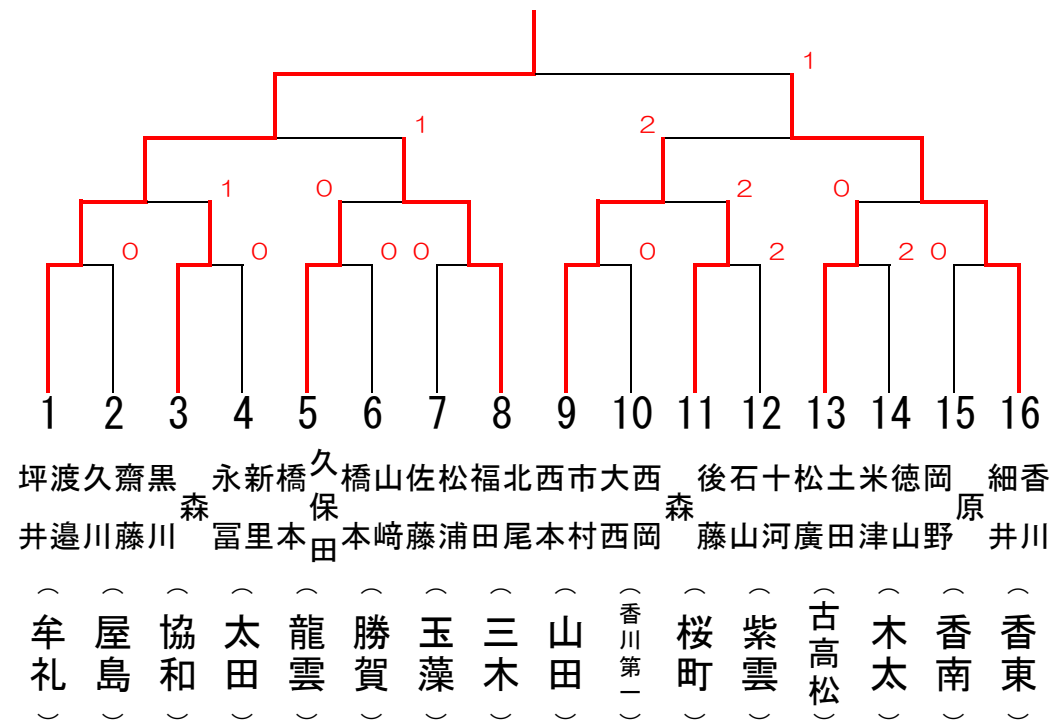 １
１ ２
１ ０ ２ ０
０ ０ ０ ０ ０ ２ ２ ０
1 2 3 4 5 6 7 8 9 10 11 12 13 14 15 16
坪井
渡邉
久川
齋藤
黒川
森
永冨
新里
橋本
久保田
橋本
山﨑
佐藤
松浦
福田
北尾
西本
市村
大西
西岡
森
後藤
石山
十河
松廣
土田
米津
徳山
岡野
原
細井
香川
（牟礼）
（屋島）
（協和）
（太田）
（龍雲）
（勝賀）
（玉藻）
（三木）
（山田）
（香川第一）
（桜町）
（紫雲）
（古高松）
（木太）
（香南）
（香東）